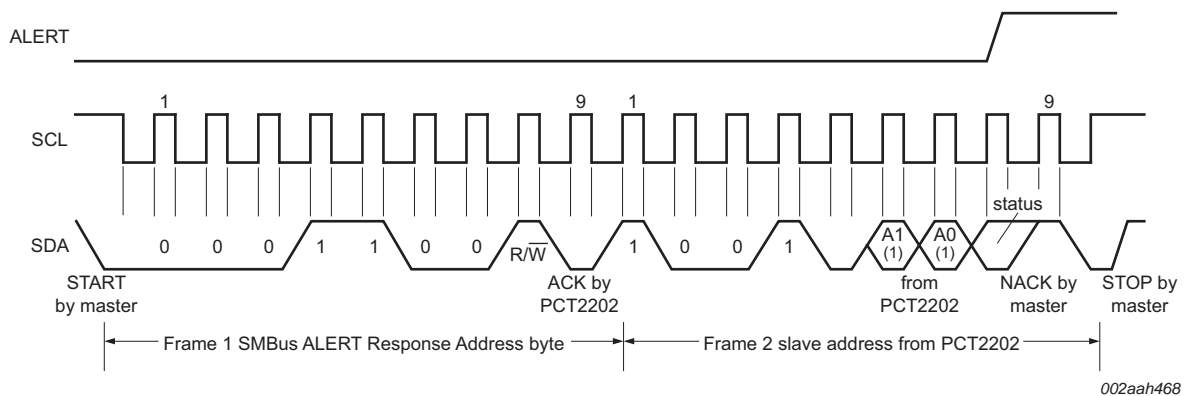 ALERT
1 9 1 9
SCL
status
SDA 0 0 0 1 1 0 0 R/W 1 0 0 1 A1 A0
(1) (1)
START
by master
ACK by
PCT2202
from
PCT2202
NACK by
master
STOP by
master
Frame 1 SMBus ALERT Response Address byte
Frame 2 slave address from PCT2202
002aah468